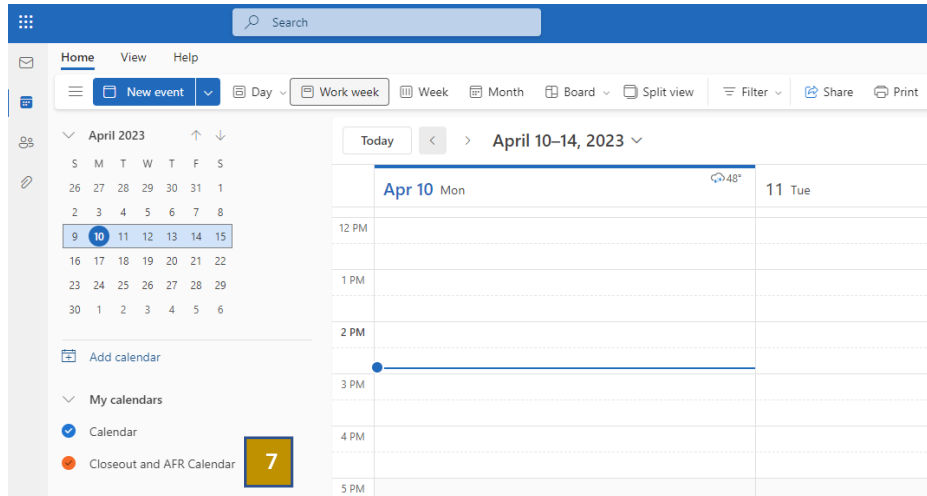 Search
Home View Help
New event Day Work week Week Month Board Split view Filter Share Print
April 2023
Today April 10–14, 2023
S M T W T F S
26 27 28 29 30 31 1
2 3 4 5 6 7 8
9 10 11 12 13 14 15
16 17 18 19 20 21 22
23 24 25 26 27 28 29
30 1 2 3 4 5 6
Add calendar
My calendars
Calendar
Closeout and AFR Calendar
7
Apr 10 Mon 48° 11 Tue
12 PM
1 PM
2 PM
3 PM
4 PM
5 PM